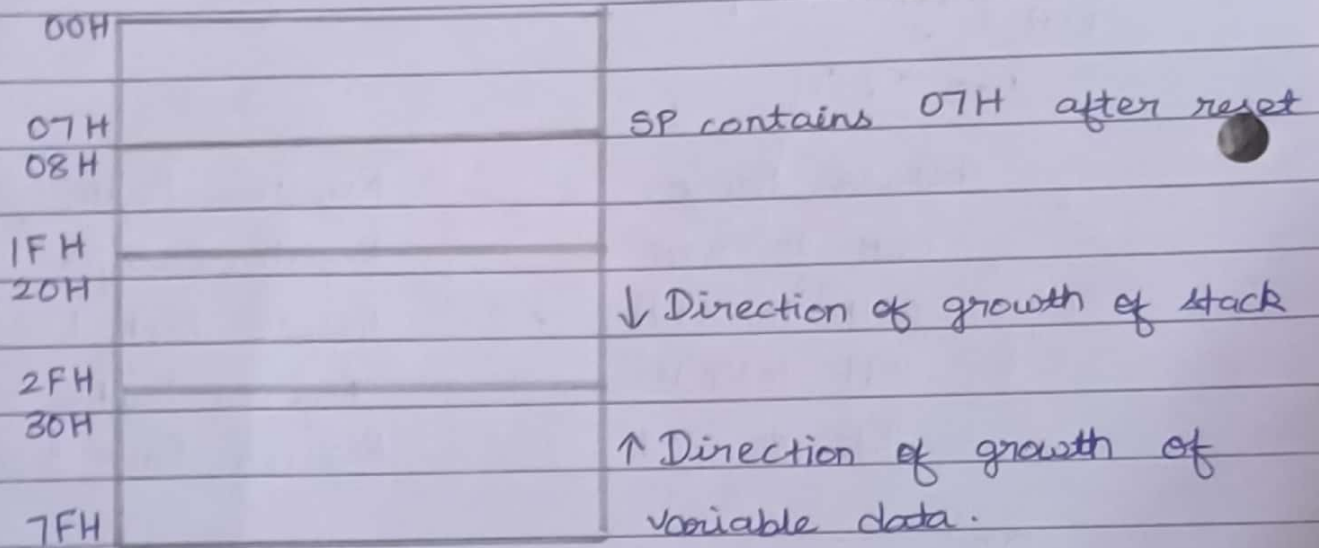 00H
07H SP contains 07H after reset
08H
1FH
20H ↓ Direction of growth of stack
2FH
30H ↑ Direction of growth of
7FH variable data.